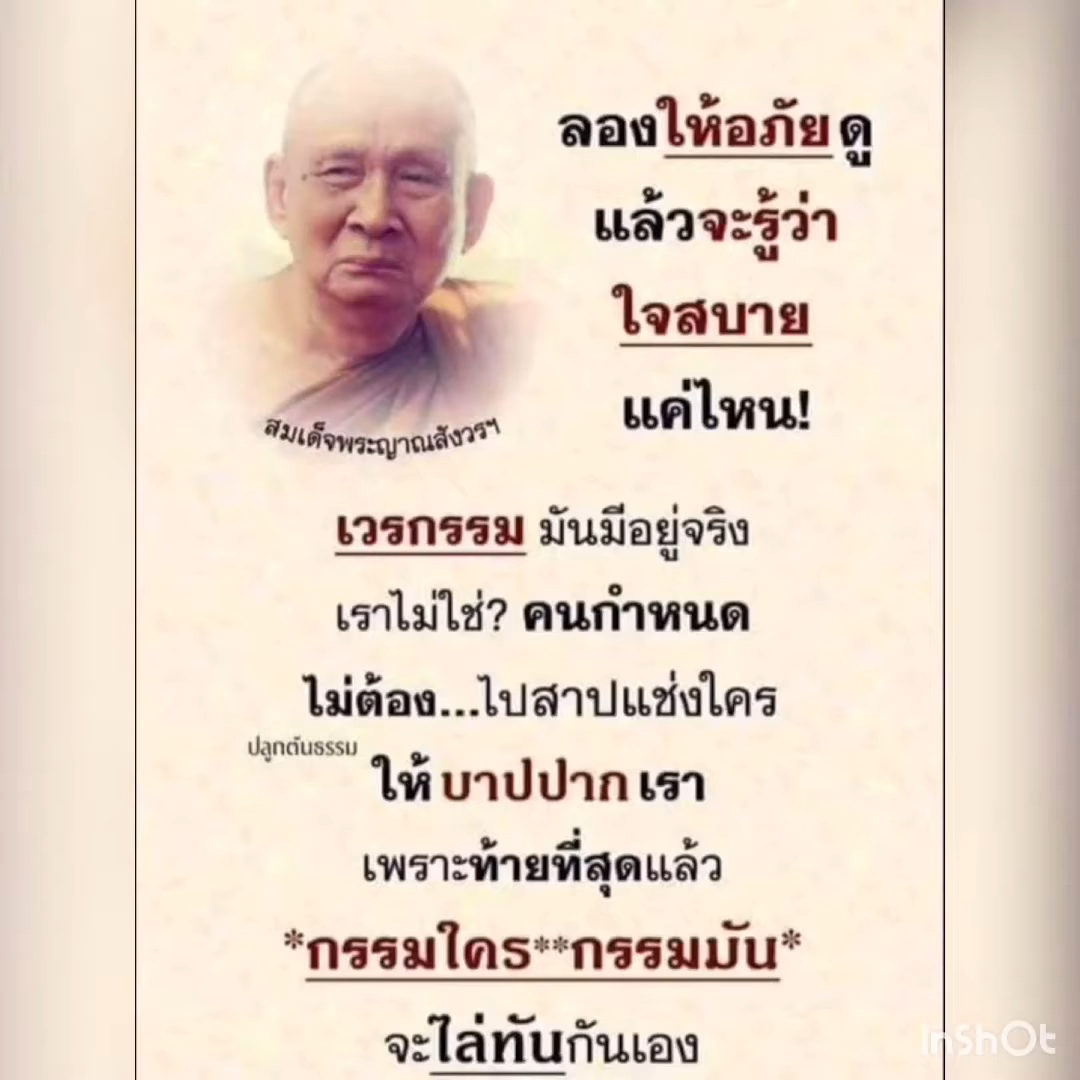 ลองให้อภัยดู
แล้วจะรู้ว่า
ใจสบาย
แค่ไหน!
สมเด็จพระญาณสังวรฯ
เวรกรรม มันมีอยู่จริง
เราไม่ใช่? คนกำหนด
ไม่ต้อง...ไปสาปแช่งใคร
ปลูกต้นธรรม
ให้ บาปปาก เรา
เพราะท้ายที่สุดแล้ว
*กรรมใคร**กรรมมัน*
จะไล่ทันกันเอง
InShOt